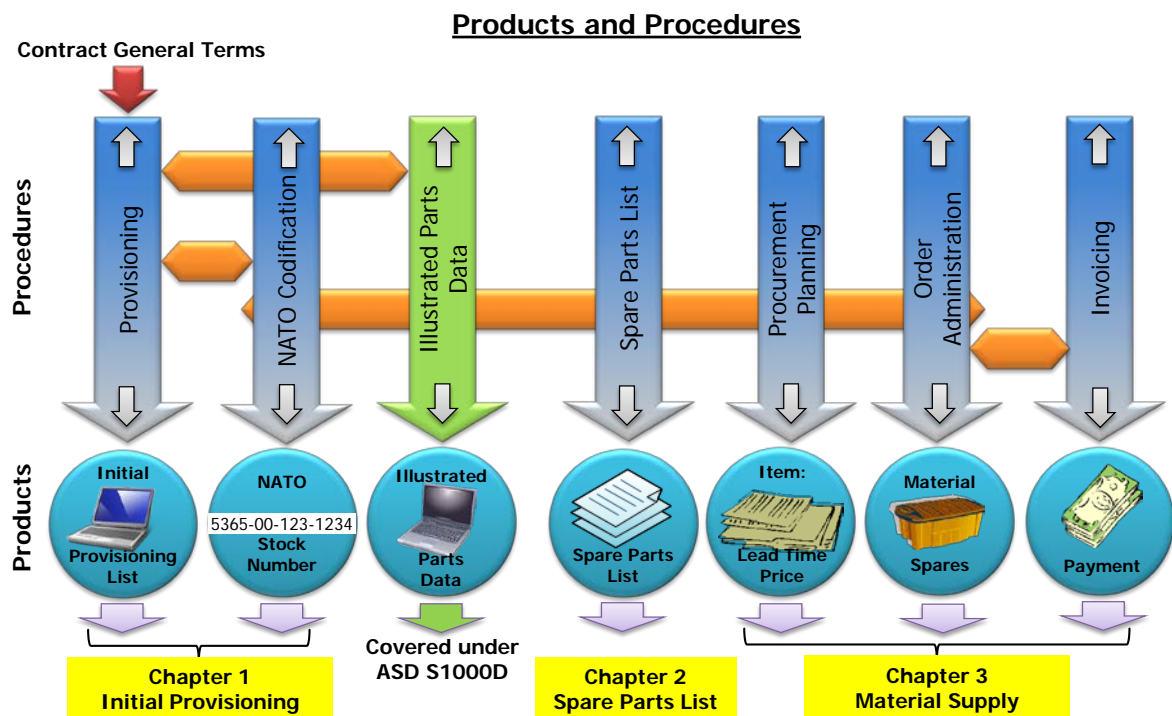 Products and Procedures
Contract General Terms
Procedures
Provisioning
NATO Codification
Illustrated Parts
Data
Spare Parts List
Procurement
Planning
Order
Administration
Invoicing
Products
Initial
Provisioning
List
NATO
5365-00-123-1234
Stock
Number
Illustrated
Parts
Data
Spare Parts
List
Item:
Lead Time
Price
Material
Spares
Payment
Chapter 1
Initial Provisioning
Covered under
ASD S1000D
Chapter 2
Spare Parts List
Chapter 3
Material Supply